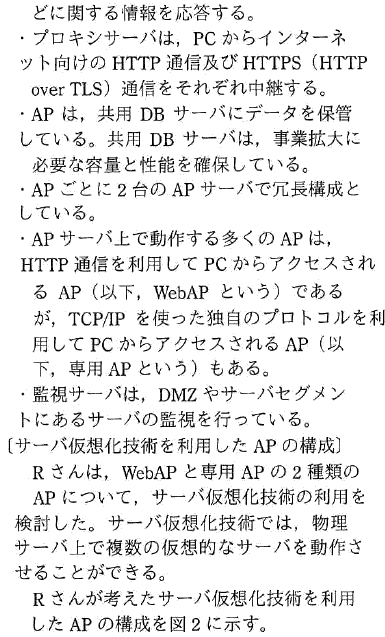 どに関する情報を応答する。
・プロキシサーバは，PC からインターネ
ット向けの HTTP 通信及び HTTPS（HTTP
over TLS）通信をそれぞれ中継する。
・AP は，共用 DB サーバにデータを保管
している。共用 DB サーバは，事業拡大に
必要な容量と性能を確保している。
・AP ごとに 2 台の AP サーバで冗長構成と
している。
・AP サーバ上で動作する多くの AP は，
HTTP 通信を利用して PC からアクセスされ
る AP（以下，WebAP という）である
が，TCP/IP を使った独自のプロトコルを利
用して PC からアクセスされる AP（以
下，専用 AP という）もある。
・監視サーバは，DMZ やサーバセグメン
トにあるサーバの監視を行っている。
〔サーバ仮想化技術を利用した AP の構成〕
R さんは，WebAP と専用 AP の 2 種類の
AP について，サーバ仮想化技術の利用を
検討した。サーバ仮想化技術では，物理
サーバ上で複数の仮想的なサーバを動作さ
せることができる。
R さんが考えたサーバ仮想化技術を利用
した AP の構成を図 2 に示す。